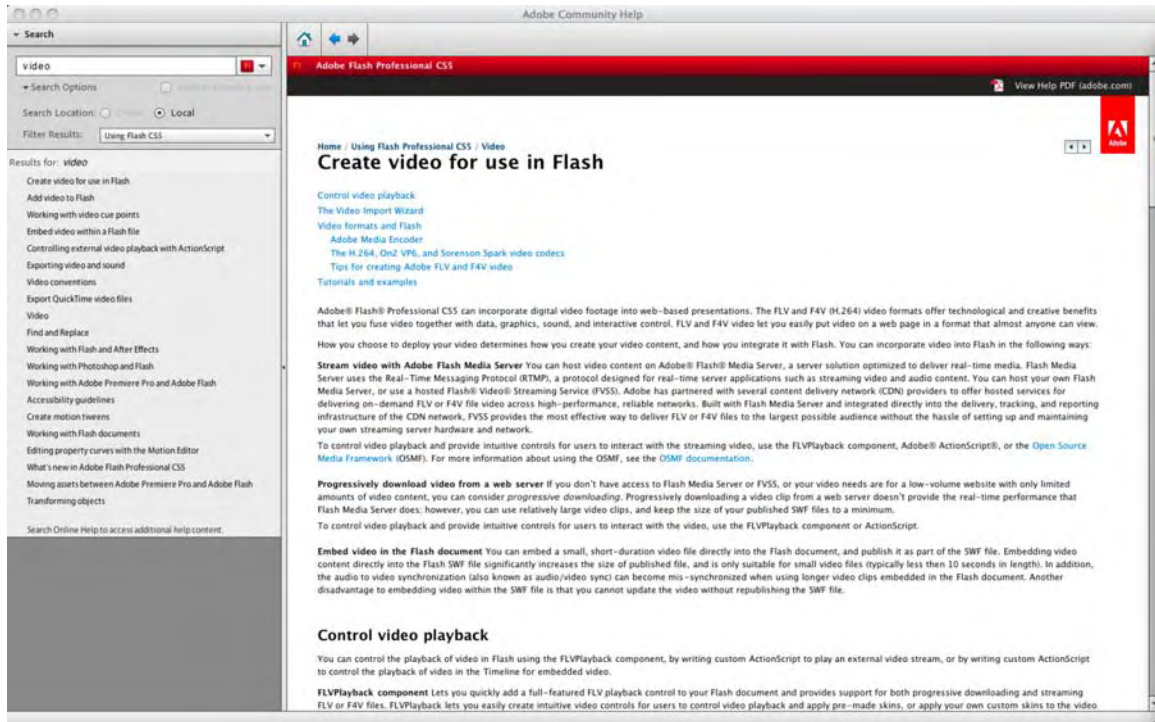 Adobe Community Help
Search
video
Search Options
Search Location:
Local
Filter Results:
Using Flash CS5
Results for: video
Create video for use in Flash
Add video to Flash
Working with video cue points
Embed video within a Flash file
Controlling external video playback with ActionScript
Exporting video and sound
Video conventions
Export QuickTime video files
Video
Find and Replace
Working with Flash and After Effects
Working with Photoshop and Flash
Working with Adobe Premiere Pro and Adobe Flash
Accessibility guidelines
Create motion tweens
Working with Flash documents
Editing property curves with the Motion Editor
What's new in Adobe Flash Professional CS5
Moving assets between Adobe Premiere Pro and Adobe Flash
Transforming objects
Search Online Help to access additional help content.
Adobe Flash Professional CS5
View Help PDF (adobe.com)
Adobe
Home / Using Flash Professional CS5 / Video
Create video for use in Flash
Control video playback
The Video Import Wizard
Video formats and Flash
Adobe Media Encoder
The H.264, On2 VP6, and Sorenson Spark video codecs
Tips for creating Adobe FLV and F4V video
Tutorials and examples
Adobe® Flash® Professional CS5 can incorporate digital video footage into web-based presentations. The FLV and F4V (H.264) video formats offer technological and creative benefits
that let you fuse video together with data, graphics, sound, and interactive control. FLV and F4V video let you easily put video on a web page in a format that almost anyone can view.
How you choose to deploy your video determines how you create your video content, and how you integrate it with Flash. You can incorporate video into Flash in the following ways:
Stream video with Adobe Flash Media Server You can host video content on Adobe® Flash® Media Server, a server solution optimized to deliver real-time media. Flash Media
Server uses the Real-Time Messaging Protocol (RTMP), a protocol designed for real-time server applications such as streaming video and audio content. You can host your own Flash
Media Server, or use a hosted Flash® Video® Streaming Service (FVSS). Adobe has partnered with several content delivery network (CDN) providers to offer hosted services for
delivering on-demand FLV or F4V file video across high-performance, reliable networks. Built with Flash Media Server and integrated directly into the delivery, tracking, and reporting
infrastructure of the CDN network, FVSS provides the most effective way to deliver FLV or F4V files to the largest possible audience without the hassle of setting up and maintaining
your own streaming server hardware and network.
To control video playback and provide intuitive controls for users to interact with the streaming video, use the FLVPlayback component, Adobe® ActionScript®, or the Open Source
Media Framework (OSMF). For more information about using the OSMF, see the OSMF documentation.
Progressively download video from a web server If you don't have access to Flash Media Server or FVSS, or your video needs are for a low-volume website with only limited
amounts of video content, you can consider progressive downloading. Progressively downloading a video clip from a web server doesn't provide the real-time performance that
Flash Media Server does; however, you can use relatively large video clips, and keep the size of your published SWF files to a minimum.
To control video playback and provide intuitive controls for users to interact with the video, use the FLVPlayback component or ActionScript.
Embed video in the Flash document You can embed a small, short-duration video file directly into the Flash document, and publish it as part of the SWF file. Embedding video
content directly into the Flash SWF file significantly increases the size of published file, and is only suitable for small video files (typically less then 10 seconds in length). In addition,
the audio to video synchronization (also known as audio/video sync) can become mis-synchronized when using longer video clips embedded in the Flash document. Another
disadvantage to embedding video within the SWF file is that you cannot update the video without republishing the SWF file.
Control video playback
You can control the playback of video in Flash using the FLVPlayback component, by writing custom ActionScript to play an external video stream, or by writing custom ActionScript
to control the playback of video in the Timeline for embedded video.
FLVPlayback component Lets you quickly add a full-featured FLV playback control to your Flash document and provides support for both progressive downloading and streaming
FLV or F4V files. FLVPlayback lets you easily create intuitive video controls for users to control video playback and apply pre-made skins, or apply your own custom skins to the video